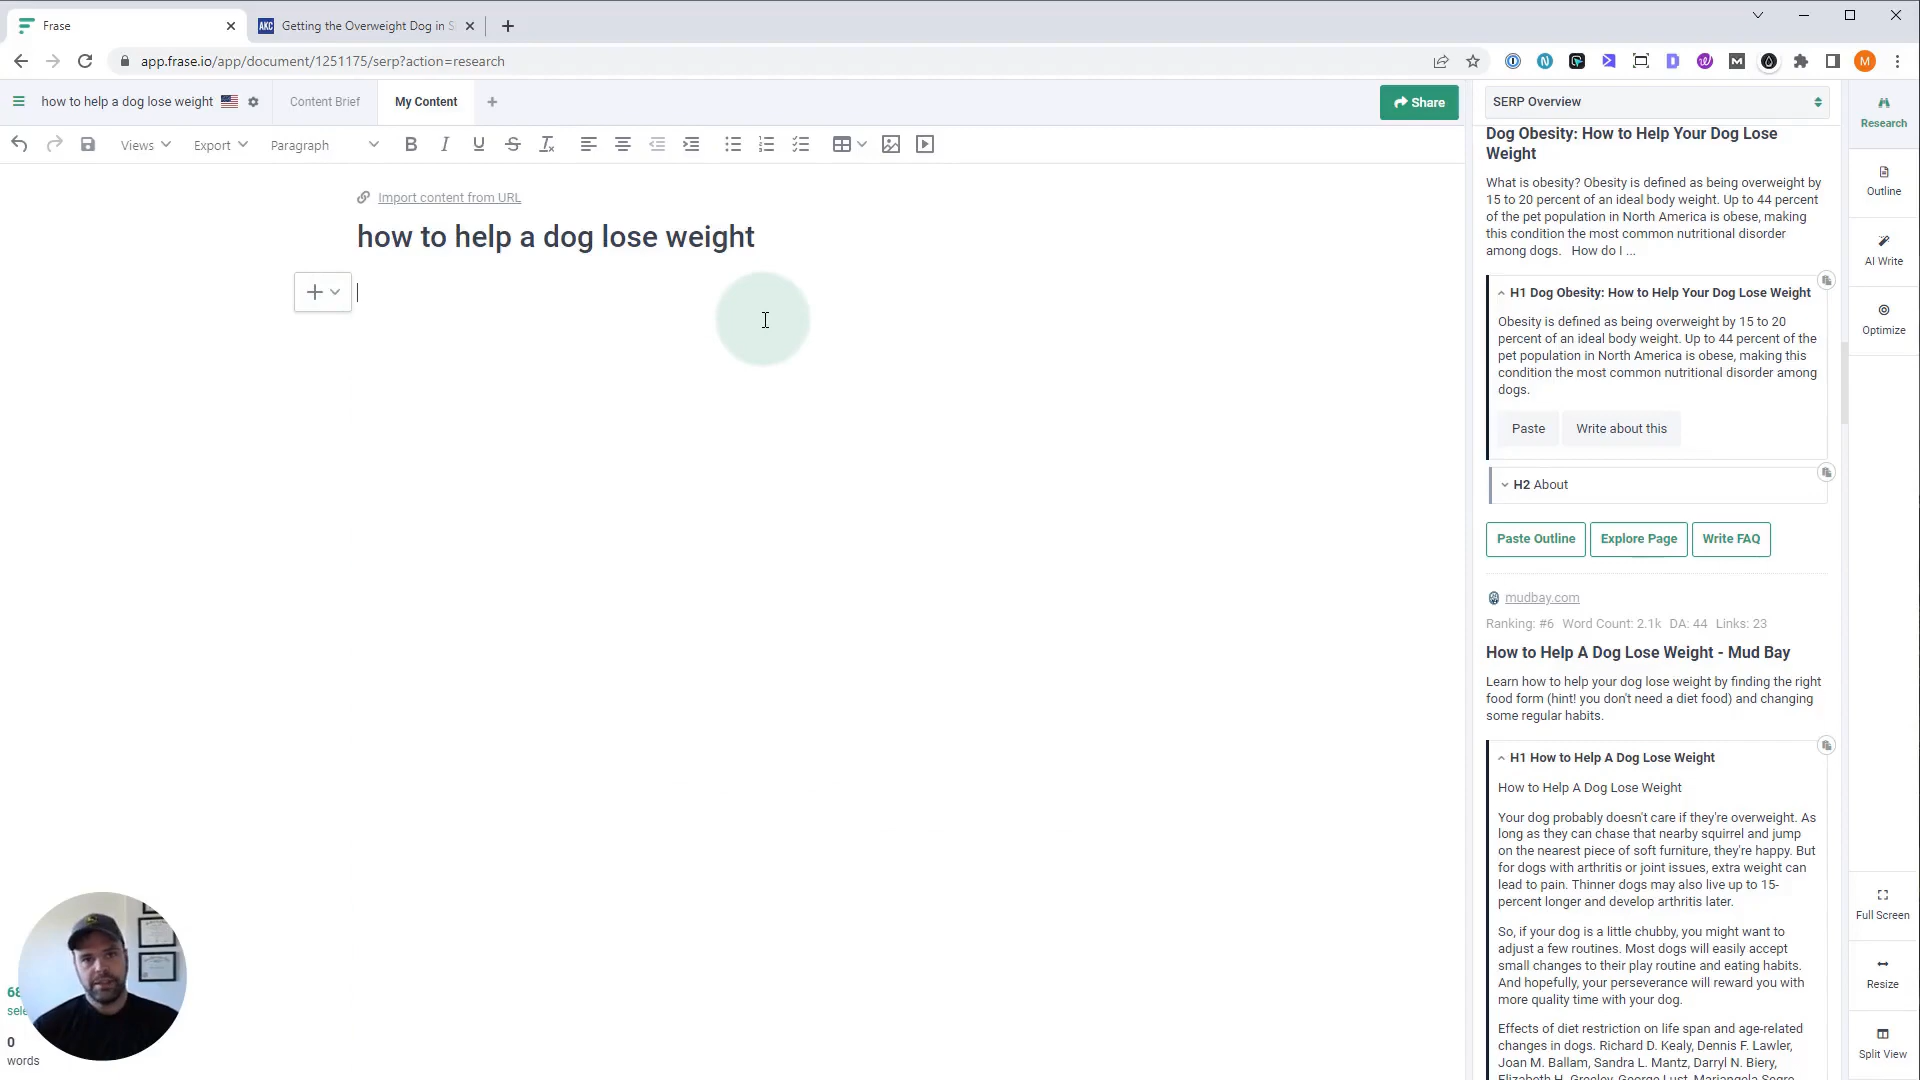 Frase
AKC Getting the Overweight Dog in S
app.frase.io/app/document/1251175/serp?action=research
M
how to help a dog lose weight
Content Brief
My Content
Share
SERP Overview
Views
Export
Paragraph
Import content from URL
how to help a dog lose weight
Dog Obesity: How to Help Your Dog Lose
Weight
What is obesity? Obesity is defined as being overweight by
15 to 20 percent of an ideal body weight. Up to 44 percent
of the pet population in North America is obese, making
this condition the most common nutritional disorder
among dogs.   How do I ...
H1 Dog Obesity: How to Help Your Dog Lose Weight
Obesity is defined as being overweight by 15 to 20
percent of an ideal body weight. Up to 44 percent of the
pet population in North America is obese, making this
condition the most common nutritional disorder among
dogs.
Paste
Write about this
H2 About
Paste Outline
Explore Page
Write FAQ
mudbay.com
Ranking: #6 Word Count: 2.1k DA: 44 Links: 23
How to Help A Dog Lose Weight - Mud Bay
Learn how to help your dog lose weight by finding the right
food form (hint! you don't need a diet food) and changing
some regular habits.
H1 How to Help A Dog Lose Weight
How to Help A Dog Lose Weight
Your dog probably doesn't care if they're overweight. As
long as they can chase that nearby squirrel and jump
on the nearest piece of soft furniture, they're happy. But
for dogs with arthritis or joint issues, extra weight can
lead to pain. Thinner dogs may also live up to 15-
percent longer and develop arthritis later.
So, if your dog is a little chubby, you might want to
adjust a few routines. Most dogs will easily accept
small changes to their play routine and eating habits.
And hopefully, your perseverance will reward you with
more quality time with your dog.
Effects of diet restriction on life span and age-related
changes in dogs. Richard D. Kealy, Dennis F. Lawler,
Joan M. Ballam, Sandra L. Mantz, Darryl N. Biery,
Elizabeth H. Greeley, George Lust, Mariangela Segre,
Research
Outline
AI Write
Optimize
Full Screen
Resize
Split View
68
sele
0
words